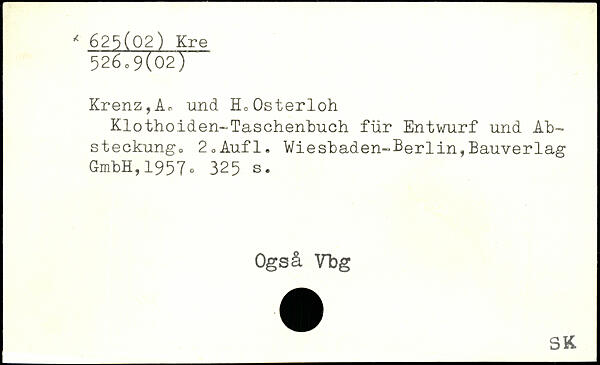 × 625(02) Kre
526.9(02)
Krenz,A. und H.Osterloh
Klothoiden-Taschenbuch für Entwurf und Ab-
steckung. 2.Aufl. Wiesbaden-Berlin,Bauverlag
GmbH,1957. 325 s.
Også Vbg
SK